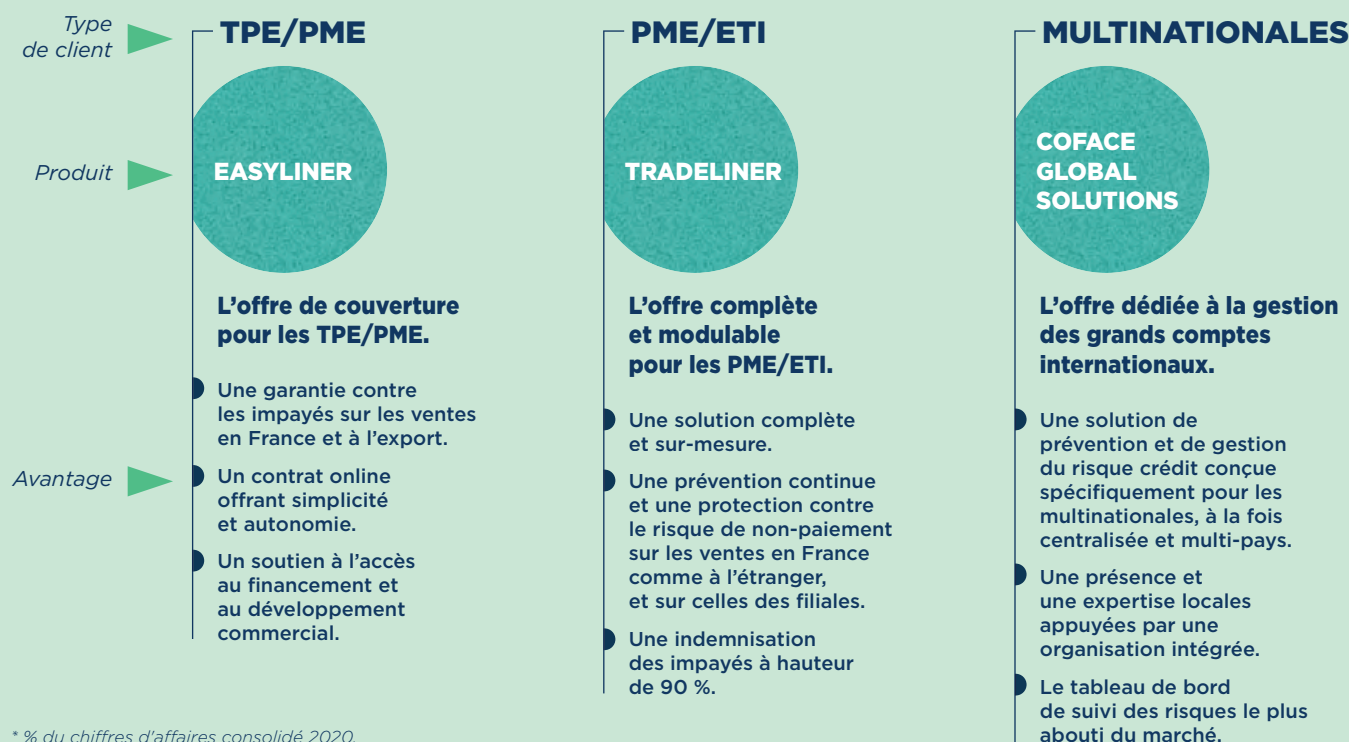 Type
de client
TPE/PME
PME/ETI
MULTINATIONALES
Produit
EASYLINER
TRADELINER
COFACE
GLOBAL
SOLUTIONS
L'offre de couverture
pour les TPE/PME.
L'offre complète
et modulable
pour les PME/ETI.
L'offre dédiée à la gestion
des grands comptes
internationaux.
Avantage
Une garantie contre
les impayés sur les ventes
en France et à l'export.
Un contrat online
offrant simplicité
et autonomie.
Un soutien à l'accès
au financement et
au développement
commercial.
Une solution complète
et sur-mesure.
Une prévention continue
et une protection contre
le risque de non-paiement
sur les ventes en France
comme à l'étranger,
et sur celles des filiales.
Une indemnisation
des impayés à hauteur
de 90 %.
Une solution de
prévention et de gestion
du risque crédit conçue
spécifiquement pour les
multinationales, à la fois
centralisée et multi-pays.
Une présence et
une expertise locales
appuyées par une
organisation intégrée.
Le tableau de bord
de suivi des risques le plus
abouti du marché.
* % du chiffres d'affaires consolidé 2020.